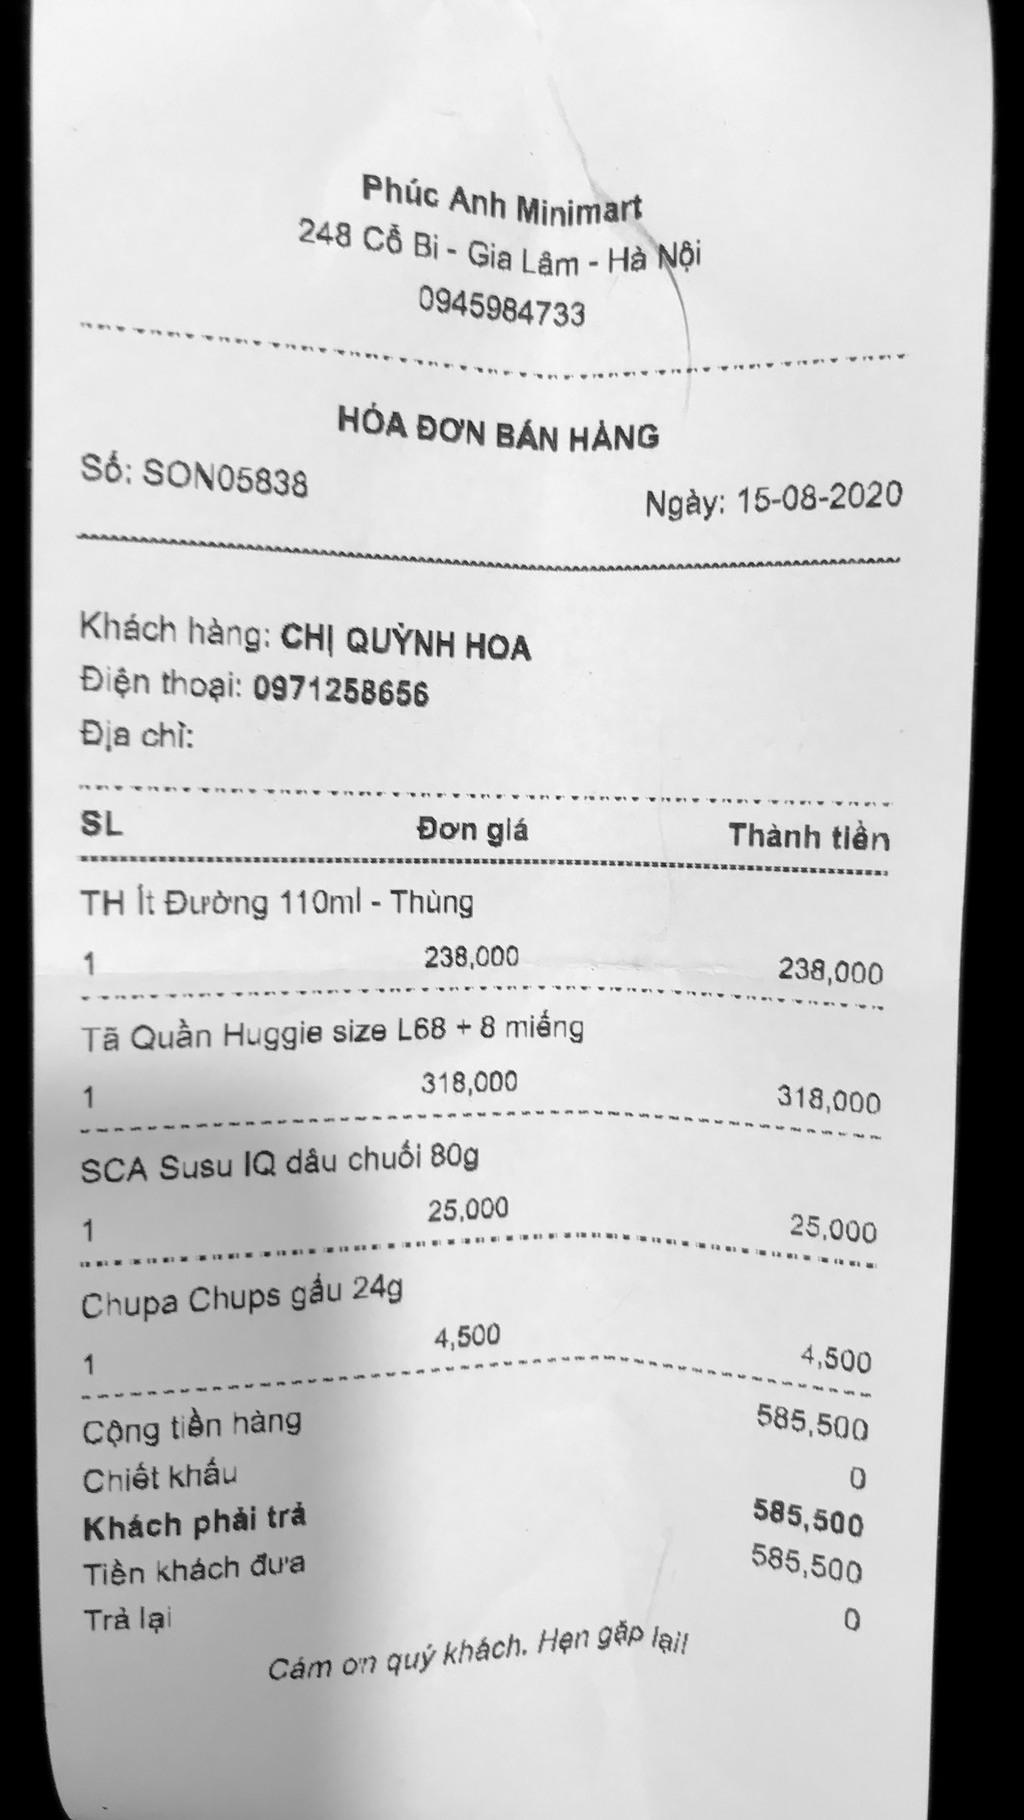 Phúc Anh Minimart
248 Cổ Bi - Gia Lâm - Hà Nội
0945984733
HÓA ĐƠN BÁN HÀNG
Số: SON05838 Ngày: 15-08-2020
Khách hàng: CHỊ QUỲNH HOA
Điện thoại: 0971258656
Địa chỉ:
SL Đơn giá Thành tiền
TH Ít Đường 110ml - Thùng
1 238,000 238,000
Tã Quần Huggie size L68 + 8 miếng
1 318,000 318,000
SCA Susu IQ dâu chuối 80g
1 25,000 25,000
Chupa Chups gấu 24g
1 4,500 4,500
Cộng tiền hàng 585,500
Chiết khấu 0
Khách phải trả 585,500
Tiền khách đưa 585,500
Trả lại 0
Cám ơn quý khách. Hẹn gặp lại!